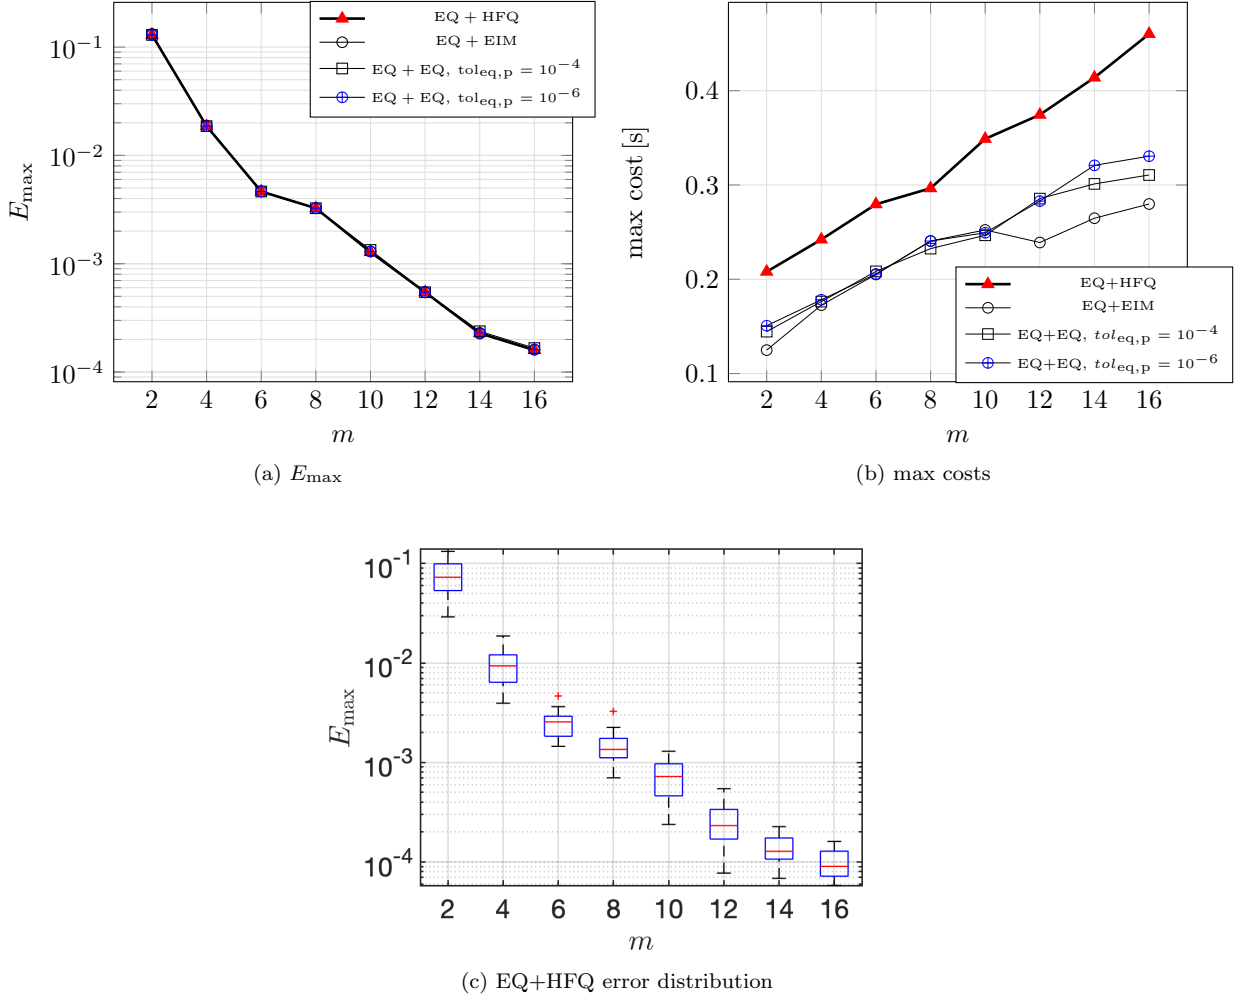 EQ + HFQ
EQ + EIM
EQ + EQ, tol_eq,p = 10^-4
EQ + EQ, tol_eq,p = 10^-6
10^-1
10^-2
10^-3
10^-4
E_max
2 4 6 8 10 12 14 16
m
(a) E_max
0.4
0.3
0.2
0.1
max cost [s]
EQ+HFQ
EQ+EIM
EQ+EQ, tol_eq,p = 10^-4
EQ+EQ, tol_eq,p = 10^-6
2 4 6 8 10 12 14 16
m
(b) max costs
10^-1
10^-2
10^-3
10^-4
E_max
2 4 6 8 10 12 14 16
m
(c) EQ+HFQ error distribution